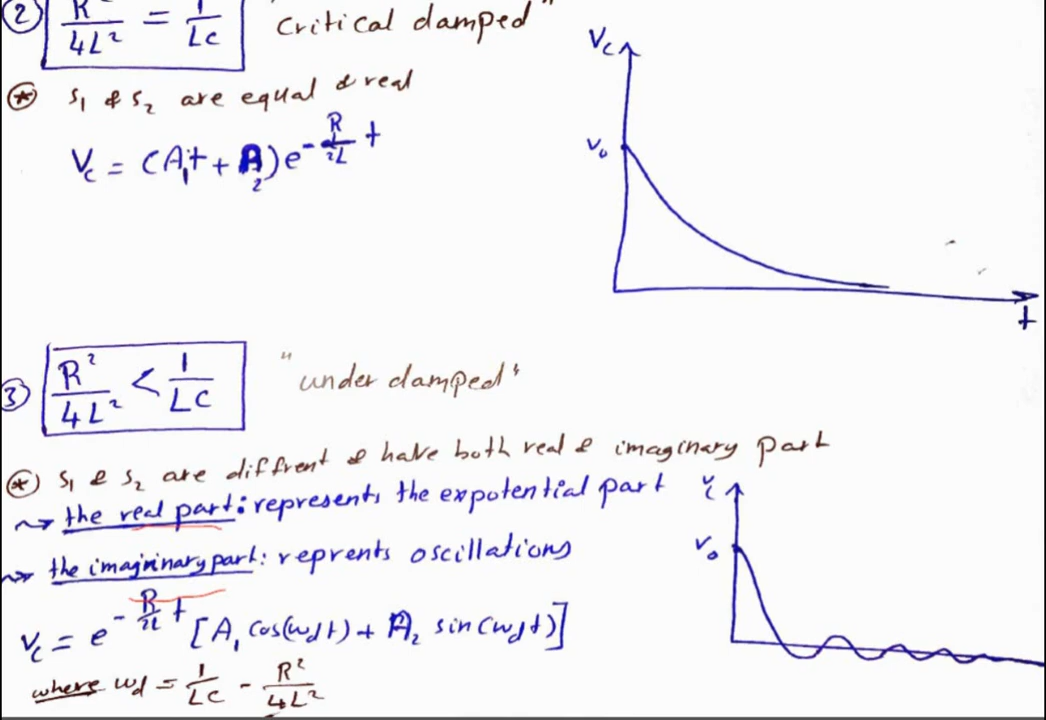 ② R²/4L² = 1/LC "Critical damped"
⊛ s₁ & s₂ are equal & real
V_c = (A₁t + A₂)e^(-R/2L t)
V_c
V₀
t
③ R²/4L² < 1/LC "under damped"
⊛ s₁ & s₂ are diffrent & have both real & imaginary part
⇝ the real part: represents the expotential part
⇝ the imagininary part: reprents oscillations
V_c = e^(-R/2L t) [A₁ cos(ω_d t) + A₂ sin(ω_d t)]
where ω_d = 1/LC - R²/4L²
V_c
V₀